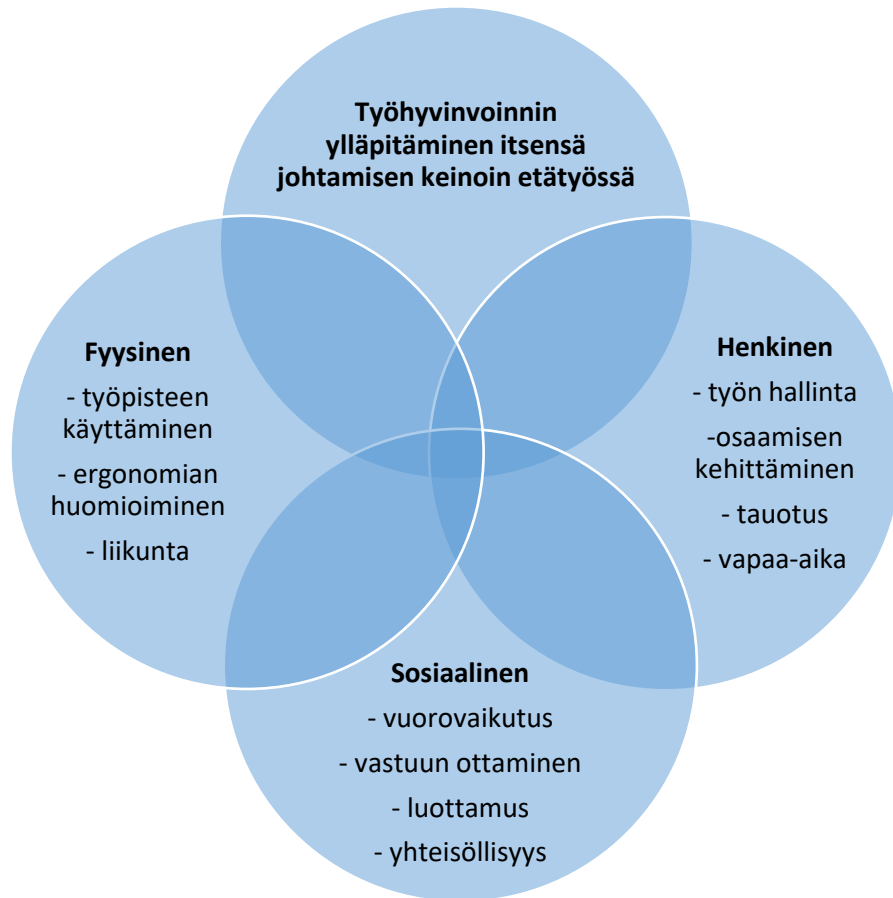 Työhyvinvoinnin
ylläpitäminen itsensä
johtamisen keinoin etätyössä
Fyysinen
- työpisteen
käyttäminen
- ergonomian
huomioiminen
- liikunta
Henkinen
- työn hallinta
-osaamisen
kehittäminen
- tauotus
- vapaa-aika
Sosiaalinen
- vuorovaikutus
- vastuun ottaminen
- luottamus
- yhteisöllisyys